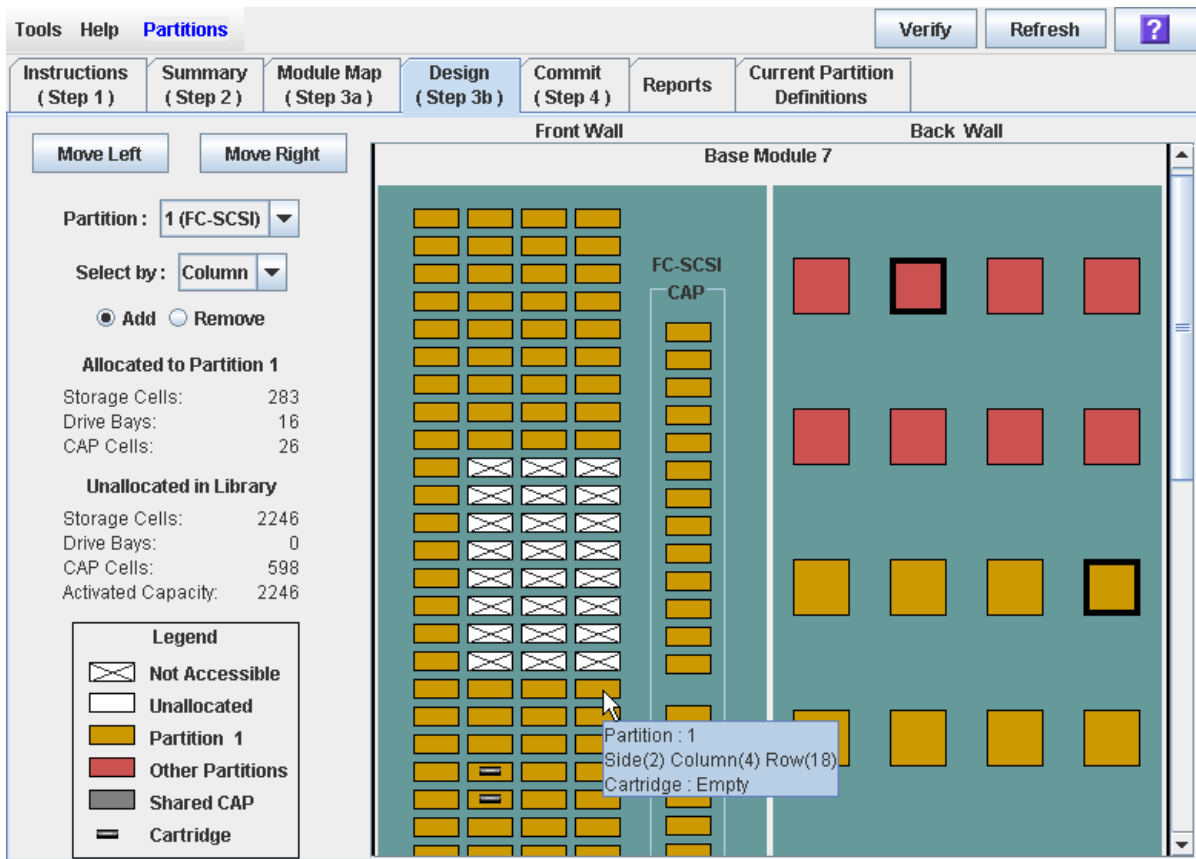 Tools Help Partitions
Verify Refresh ?
Instructions
( Step 1 )
Summary
( Step 2 )
Module Map
( Step 3a )
Design
( Step 3b )
Commit
( Step 4 )
Reports
Current Partition
Definitions
Move Left Move Right
Partition : 1 (FC-SCSI)
Select by : Column
Add Remove
Allocated to Partition 1
Storage Cells: 283
Drive Bays: 16
CAP Cells: 26
Unallocated in Library
Storage Cells: 2246
Drive Bays: 0
CAP Cells: 598
Activated Capacity: 2246
Legend
Not Accessible
Unallocated
Partition 1
Other Partitions
Shared CAP
Cartridge
Front Wall Back Wall
Base Module 7
FC-SCSI
CAP
Partition : 1
Side(2) Column(4) Row(18)
Cartridge : Empty